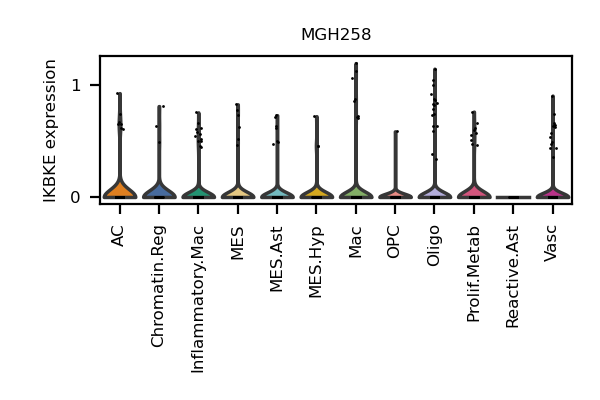 MGH258
IKBKE expression
1
0
AC
Chromatin.Reg
Inflammatory.Mac
MES
MES.Ast
MES.Hyp
Mac
OPC
Oligo
Prolif.Metab
Reactive.Ast
Vasc